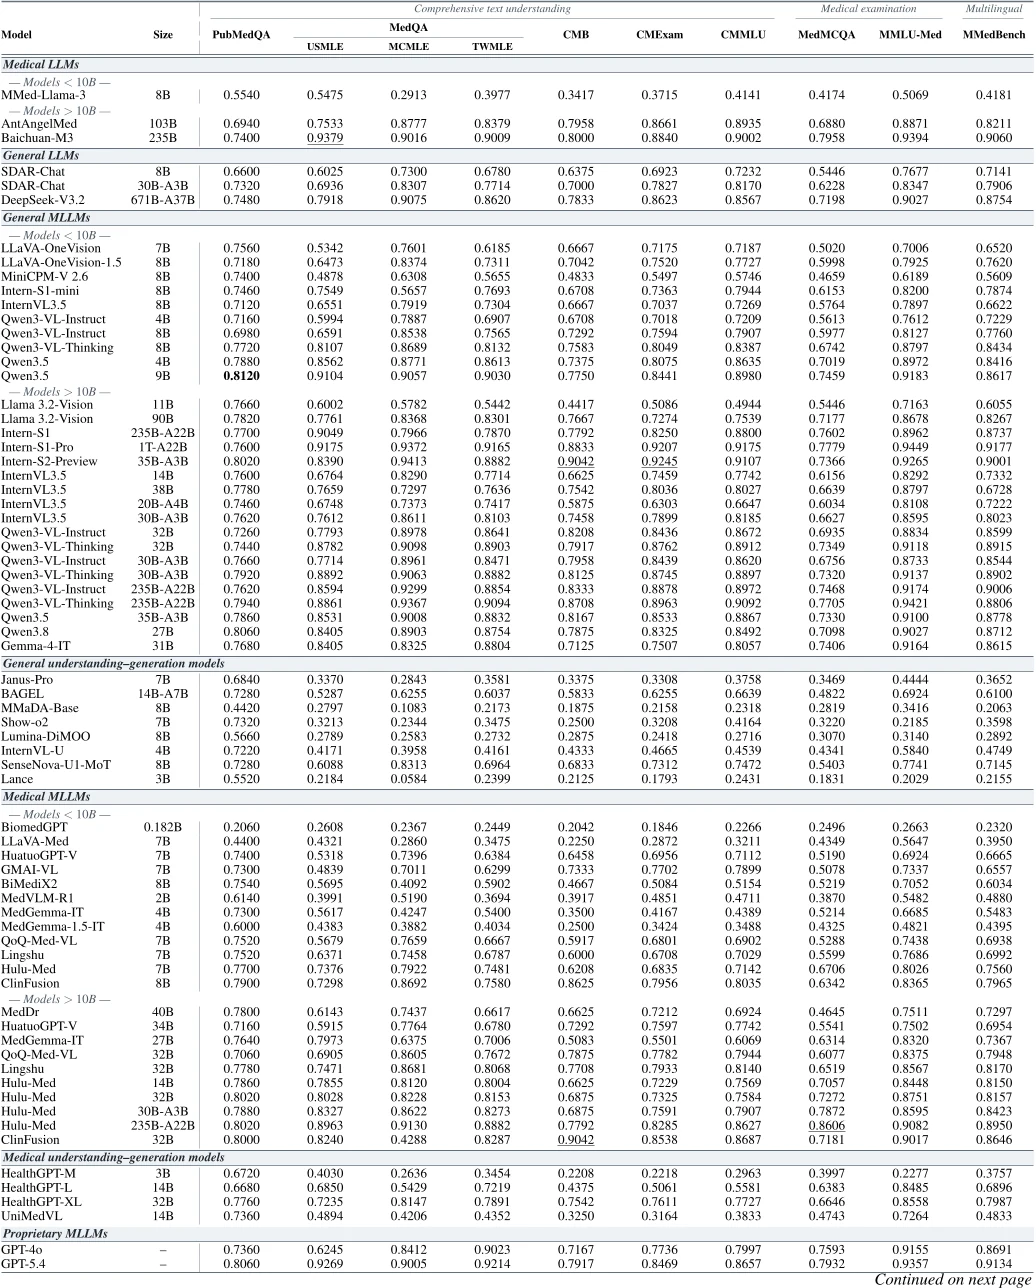 Comprehensive text understanding Medical examination Multilingual
Model Size PubMedQA MedQA CMB CMExam CMMLU MedMCQA MMLU-Med MMedBench
USMLE MCMLE TWMLE
Medical LLMs
— Models < 10B —
MMed-Llama-3 8B 0.5540 0.5475 0.2913 0.3977 0.3417 0.3715 0.4141 0.4174 0.5069 0.4181
— Models > 10B —
AntAngelMed 103B 0.6940 0.7533 0.8777 0.8379 0.7958 0.8661 0.8935 0.6880 0.8871 0.8211
Baichuan-M3 235B 0.7400 0.9379 0.9016 0.9009 0.8000 0.8840 0.9002 0.7958 0.9394 0.9060
General LLMs
SDAR-Chat 8B 0.6600 0.6025 0.7300 0.6780 0.6375 0.6923 0.7232 0.5446 0.7677 0.7141
SDAR-Chat 30B-A3B 0.7320 0.6936 0.8307 0.7714 0.7000 0.7827 0.8170 0.6228 0.8347 0.7906
DeepSeek-V3.2 671B-A37B 0.7480 0.7918 0.9075 0.8620 0.7833 0.8623 0.8567 0.7198 0.9027 0.8754
General MLLMs
— Models < 10B —
LLaVA-OneVision 7B 0.7560 0.5342 0.7601 0.6185 0.6667 0.7175 0.7187 0.5020 0.7006 0.6520
LLaVA-OneVision-1.5 8B 0.7180 0.6473 0.8374 0.7311 0.7042 0.7520 0.7727 0.5998 0.7925 0.7620
MiniCPM-V 2.6 8B 0.7400 0.4878 0.6308 0.5655 0.4833 0.5497 0.5746 0.4659 0.6189 0.5609
Intern-S1-mini 8B 0.7460 0.7549 0.5657 0.7693 0.6708 0.7363 0.7944 0.6153 0.8200 0.7874
InternVL3.5 8B 0.7120 0.6551 0.7919 0.7304 0.6667 0.7037 0.7269 0.5764 0.7897 0.6622
Qwen3-VL-Instruct 4B 0.7160 0.5994 0.7887 0.6907 0.6708 0.7018 0.7209 0.5613 0.7612 0.7229
Qwen3-VL-Instruct 8B 0.6980 0.6591 0.8538 0.7565 0.7292 0.7594 0.7907 0.5977 0.8127 0.7760
Qwen3-VL-Thinking 8B 0.7720 0.8107 0.8689 0.8132 0.7583 0.8049 0.8387 0.6742 0.8797 0.8434
Qwen3.5 4B 0.7880 0.8562 0.8771 0.8613 0.7375 0.8075 0.8635 0.7019 0.8972 0.8416
Qwen3.5 9B 0.8120 0.9104 0.9057 0.9030 0.7750 0.8441 0.8980 0.7459 0.9183 0.8617
— Models > 10B —
Llama 3.2-Vision 11B 0.7660 0.6002 0.5782 0.5442 0.4417 0.5086 0.4944 0.5446 0.7163 0.6055
Llama 3.2-Vision 90B 0.7820 0.7761 0.8368 0.8301 0.7667 0.7274 0.7539 0.7177 0.8678 0.8267
Intern-S1 235B-A22B 0.7700 0.9049 0.7966 0.7870 0.7792 0.8250 0.8800 0.7602 0.8962 0.8737
Intern-S1-Pro 1T-A22B 0.7600 0.9175 0.9372 0.9165 0.8833 0.9207 0.9175 0.7779 0.9449 0.9177
Intern-S2-Preview 35B-A3B 0.8020 0.8390 0.9413 0.8882 0.9042 0.9245 0.9107 0.7366 0.9265 0.9001
InternVL3.5 14B 0.7600 0.6764 0.8290 0.7714 0.6625 0.7459 0.7742 0.6156 0.8292 0.7332
InternVL3.5 38B 0.7780 0.7659 0.7297 0.7636 0.7542 0.8036 0.8027 0.6639 0.8797 0.6728
InternVL3.5 20B-A4B 0.7460 0.6748 0.7373 0.7417 0.5875 0.6303 0.6647 0.6034 0.8108 0.7222
InternVL3.5 30B-A3B 0.7620 0.7612 0.8611 0.8103 0.7458 0.7899 0.8185 0.6627 0.8595 0.8023
Qwen3-VL-Instruct 32B 0.7260 0.7793 0.8978 0.8641 0.8208 0.8436 0.8672 0.6935 0.8834 0.8599
Qwen3-VL-Thinking 32B 0.7440 0.8782 0.9098 0.8903 0.7917 0.8762 0.8912 0.7349 0.9118 0.8915
Qwen3-VL-Instruct 30B-A3B 0.7660 0.7714 0.8961 0.8471 0.7958 0.8439 0.8620 0.6756 0.8733 0.8544
Qwen3-VL-Thinking 30B-A3B 0.7920 0.8892 0.9063 0.8882 0.8125 0.8745 0.8897 0.7320 0.9137 0.8902
Qwen3-VL-Instruct 235B-A22B 0.7620 0.8594 0.9299 0.8854 0.8333 0.8878 0.8972 0.7468 0.9174 0.9006
Qwen3-VL-Thinking 235B-A22B 0.7940 0.8861 0.9367 0.9094 0.8708 0.8963 0.9092 0.7705 0.9421 0.8806
Qwen3.5 35B-A3B 0.7860 0.8531 0.9008 0.8832 0.8167 0.8533 0.8867 0.7330 0.9100 0.8778
Qwen3.8 27B 0.8060 0.8405 0.8903 0.8754 0.7875 0.8325 0.8492 0.7098 0.9027 0.8712
Gemma-4-IT 31B 0.7680 0.8405 0.8325 0.8804 0.7125 0.7507 0.8057 0.7406 0.9164 0.8615
General understanding–generation models
Janus-Pro 7B 0.6840 0.3370 0.2843 0.3581 0.3375 0.3308 0.3758 0.3469 0.4444 0.3652
BAGEL 14B-A7B 0.7280 0.5287 0.6255 0.6037 0.5833 0.6255 0.6639 0.4822 0.6924 0.6100
MMaDA-Base 8B 0.4420 0.2797 0.1083 0.2173 0.1875 0.2158 0.2318 0.2819 0.3416 0.2063
Show-o2 7B 0.7320 0.3213 0.2344 0.3475 0.2500 0.3208 0.4164 0.3220 0.2185 0.3598
Lumina-DiMOO 8B 0.5660 0.2789 0.2583 0.2732 0.2875 0.2418 0.2716 0.3070 0.3140 0.2892
InternVL-U 4B 0.7220 0.4171 0.3958 0.4161 0.4333 0.4665 0.4539 0.4341 0.5840 0.4749
SenseNova-U1-MoT 8B 0.7280 0.6088 0.8313 0.6964 0.6833 0.7312 0.7472 0.5403 0.7741 0.7145
Lance 3B 0.5520 0.2184 0.0584 0.2399 0.2125 0.1793 0.2431 0.1831 0.2029 0.2155
Medical MLLMs
— Models < 10B —
BiomedGPT 0.182B 0.2060 0.2608 0.2367 0.2449 0.2042 0.1846 0.2266 0.2496 0.2663 0.2320
LLaVA-Med 7B 0.4400 0.4321 0.2860 0.3475 0.2250 0.2872 0.3211 0.4349 0.5647 0.3950
HuatuoGPT-V 7B 0.7400 0.5318 0.7396 0.6384 0.6458 0.6956 0.7112 0.5190 0.6924 0.6665
GMAI-VL 7B 0.7300 0.4839 0.7011 0.6299 0.7333 0.7702 0.7899 0.5078 0.7337 0.6557
BiMediX2 8B 0.7540 0.5695 0.4092 0.5902 0.4667 0.5084 0.5154 0.5219 0.7052 0.6034
MedVLM-R1 2B 0.6140 0.3991 0.5190 0.3694 0.3917 0.4851 0.4711 0.3870 0.5482 0.4880
MedGemma-IT 4B 0.7300 0.5617 0.4247 0.5400 0.3500 0.4167 0.4389 0.5214 0.6685 0.5483
MedGemma-1.5-IT 4B 0.6000 0.4383 0.3882 0.4034 0.2500 0.3424 0.3488 0.4325 0.4821 0.4395
QoQ-Med-VL 7B 0.7520 0.5679 0.7659 0.6667 0.5917 0.6801 0.6902 0.5288 0.7438 0.6938
Lingshu 7B 0.7520 0.6371 0.7458 0.6787 0.6000 0.6708 0.7029 0.5599 0.7686 0.6992
Hulu-Med 7B 0.7700 0.7376 0.7922 0.7481 0.6208 0.6835 0.7142 0.6706 0.8026 0.7560
ClinFusion 8B 0.7900 0.7298 0.8692 0.7580 0.8625 0.7956 0.8035 0.6342 0.8365 0.7965
— Models > 10B —
MedDr 40B 0.7800 0.6143 0.7437 0.6617 0.6625 0.7212 0.6924 0.4645 0.7511 0.7297
HuatuoGPT-V 34B 0.7160 0.5915 0.7764 0.6780 0.7292 0.7597 0.7742 0.5541 0.7502 0.6954
MedGemma-IT 27B 0.7640 0.7973 0.6375 0.7006 0.5083 0.5501 0.6069 0.6314 0.8320 0.7367
QoQ-Med-VL 32B 0.7060 0.6905 0.8605 0.7672 0.7875 0.7782 0.7944 0.6077 0.8375 0.7948
Lingshu 32B 0.7780 0.7471 0.8681 0.8068 0.7708 0.7933 0.8140 0.6519 0.8567 0.8170
Hulu-Med 14B 0.7860 0.7855 0.8120 0.8004 0.6625 0.7229 0.7569 0.7057 0.8448 0.8150
Hulu-Med 32B 0.8020 0.8028 0.8228 0.8153 0.6875 0.7325 0.7584 0.7272 0.8751 0.8157
Hulu-Med 30B-A3B 0.7880 0.8327 0.8622 0.8273 0.6875 0.7591 0.7907 0.7872 0.8595 0.8423
Hulu-Med 235B-A22B 0.8020 0.8963 0.9130 0.8882 0.7792 0.8285 0.8627 0.8606 0.9082 0.8950
ClinFusion 32B 0.8000 0.8240 0.4288 0.8287 0.9042 0.8538 0.8687 0.7181 0.9017 0.8646
Medical understanding–generation models
HealthGPT-M 3B 0.6720 0.4030 0.2636 0.3454 0.2208 0.2218 0.2963 0.3997 0.2277 0.3757
HealthGPT-L 14B 0.6680 0.6850 0.5429 0.7219 0.4375 0.5061 0.5581 0.6383 0.8485 0.6896
HealthGPT-XL 32B 0.7760 0.7235 0.8147 0.7891 0.7542 0.7611 0.7727 0.6646 0.8558 0.7987
UniMedVL 14B 0.7360 0.4894 0.4206 0.4352 0.3250 0.3164 0.3833 0.4743 0.7264 0.4833
Proprietary MLLMs
GPT-4o – 0.7360 0.6245 0.8412 0.9023 0.7167 0.7736 0.7997 0.7593 0.9155 0.8691
GPT-5.4 – 0.8060 0.9269 0.9005 0.9214 0.7917 0.8469 0.8657 0.7932 0.9357 0.9134
Continued on next page